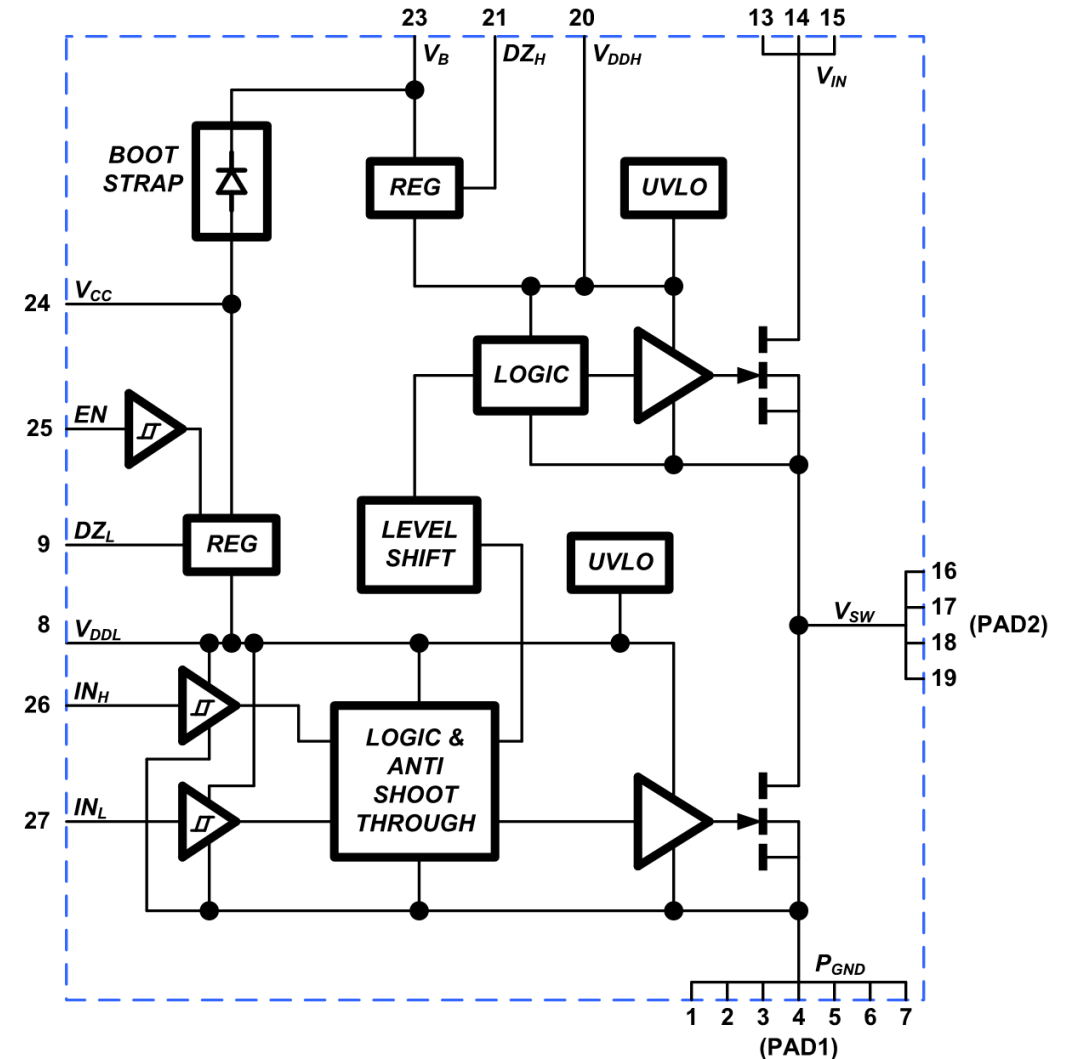 23 21 20 13 14 15
VB DZH VDDH
VIN
BOOT
STRAP
REG UVLO
24 VCC
LOGIC
25 EN
9 DZL REG
LEVEL
SHIFT
UVLO
16
17
18
19
VSW (PAD2)
8 VDDL
26 INH
LOGIC &
ANTI
SHOOT
THROUGH
27 INL
PGND
1 2 3 4 5 6 7
(PAD1)